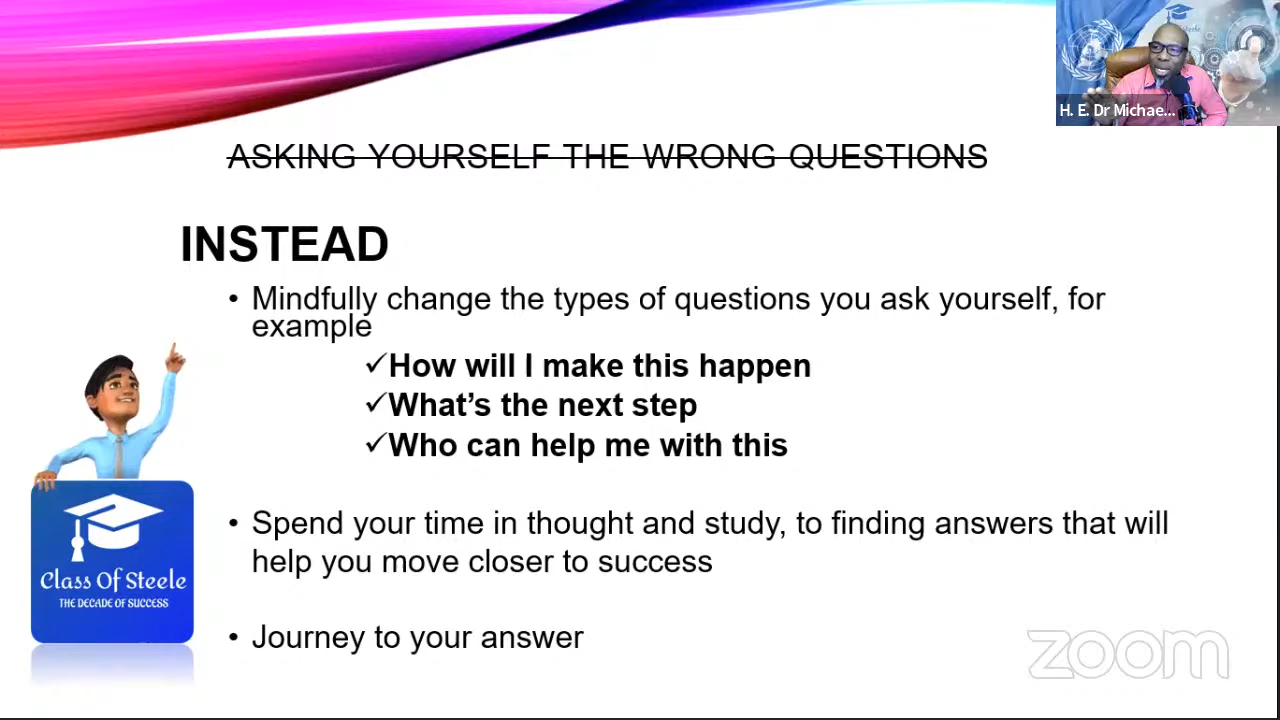 H. E. Dr Michae...
ASKING YOURSELF THE WRONG QUESTIONS
INSTEAD
• Mindfully change the types of questions you ask yourself, for
example
✓How will I make this happen
✓What’s the next step
✓Who can help me with this
• Spend your time in thought and study, to finding answers that will
help you move closer to success
• Journey to your answer
Class Of Steele
THE DECADE OF SUCCESS
zoom